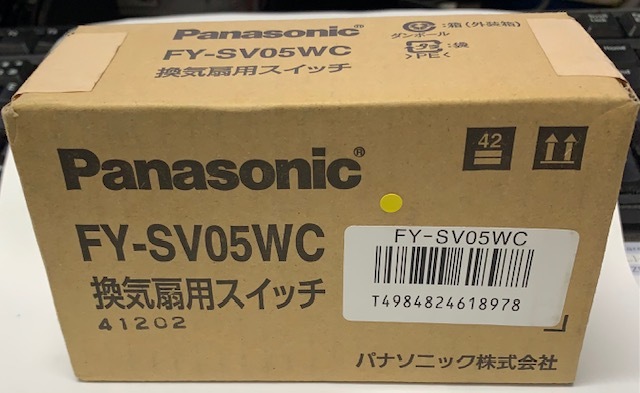 Panasonic®
FY-SV05WC
換気扇用スイッチ
:箱(外装箱)
ダンボール
:袋
>PE<
Panasonic®
42
FY-SV05WC
換気扇用スイッチ
41202
FY-SV05WC
T4984824618978
パナソニック株式会社